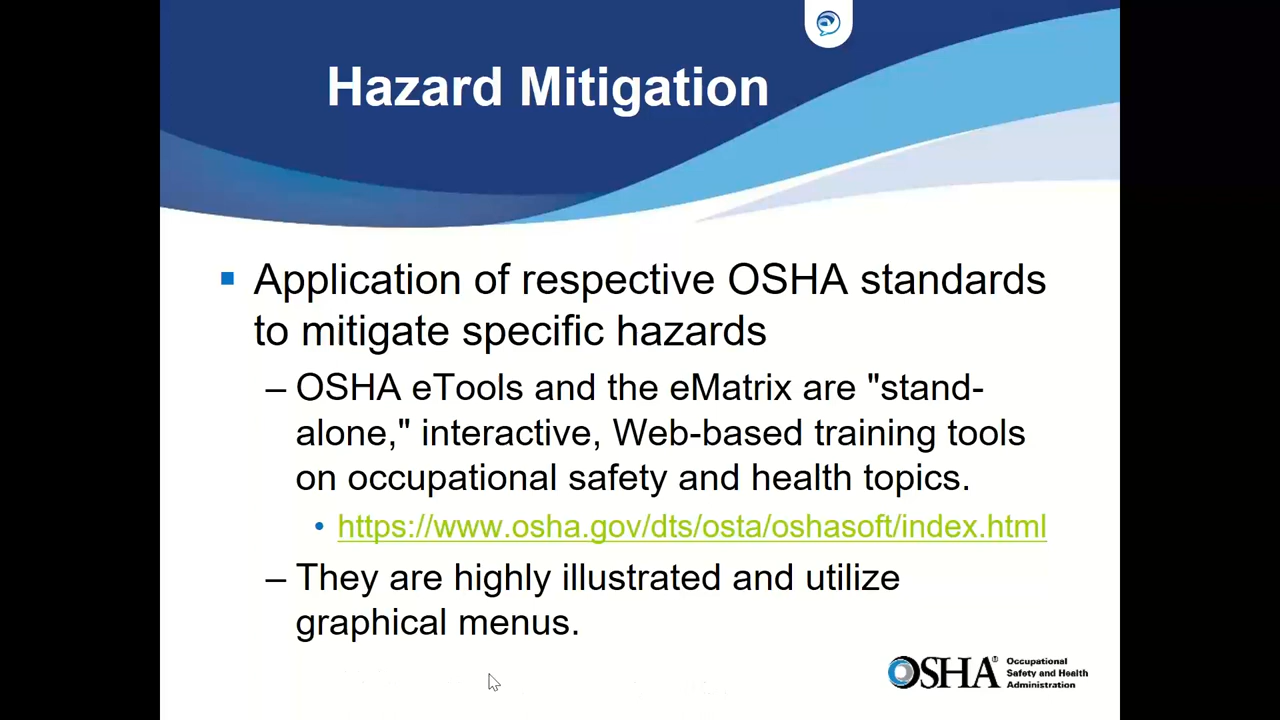 Hazard Mitigation
Application of respective OSHA standards
to mitigate specific hazards
– OSHA eTools and the eMatrix are "stand-
alone," interactive, Web-based training tools
on occupational safety and health topics.
• https://www.osha.gov/dts/osta/oshasoft/index.html
– They are highly illustrated and utilize
graphical menus.
OSHA®
Occupational
Safety and Health
Administration